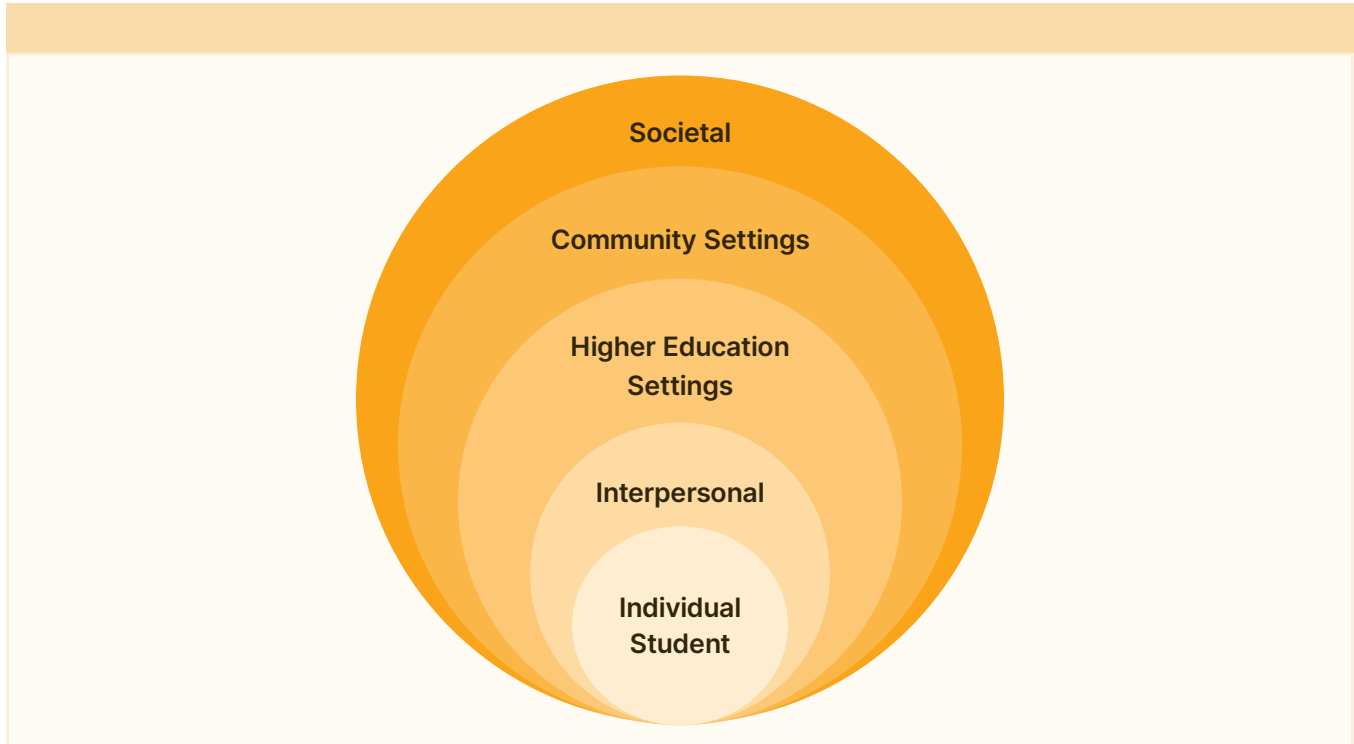 Societal
Community Settings
Higher Education
Settings
Interpersonal
Individual
Student